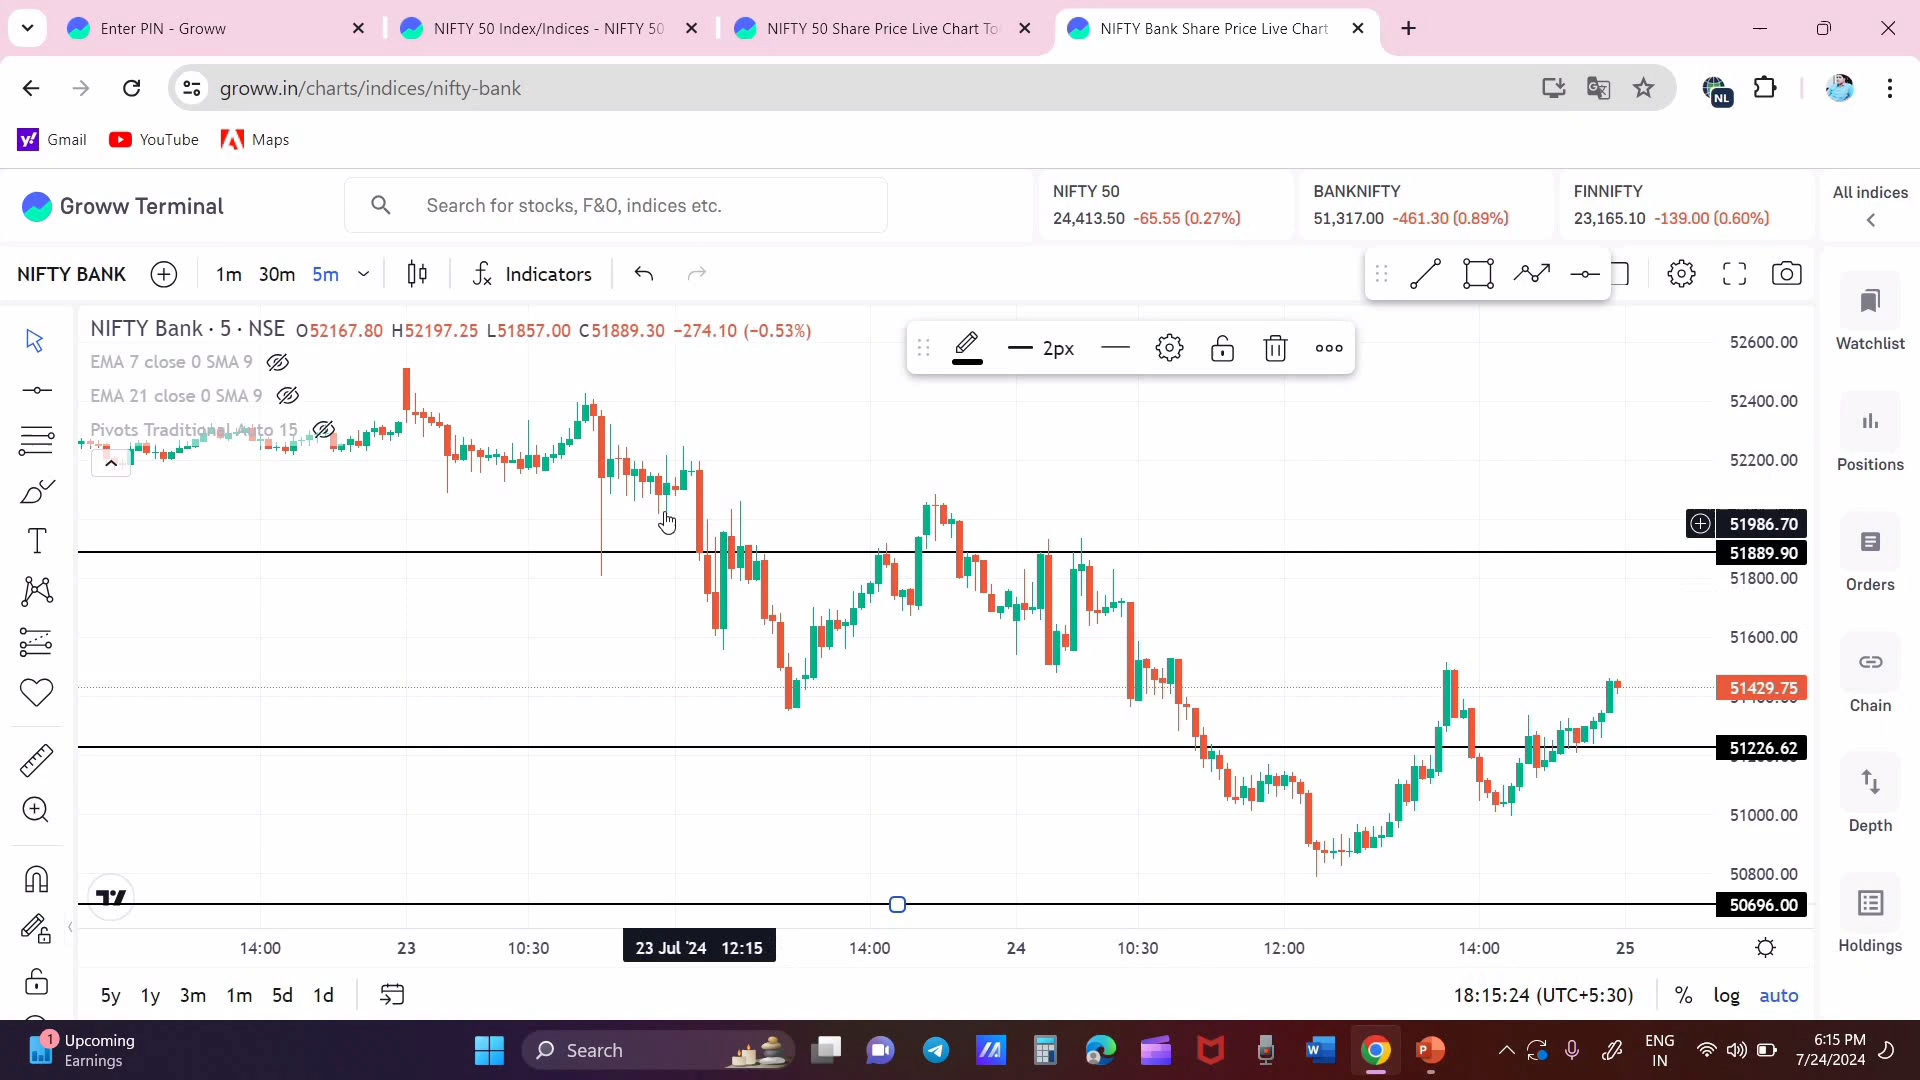 Enter PIN - Groww
NIFTY 50 Index/Indices - NIFTY 50
NIFTY 50 Share Price Live Chart To
NIFTY Bank Share Price Live Chart
groww.in/charts/indices/nifty-bank
NL
Gmail
YouTube
Maps
Groww Terminal
Search for stocks, F&O, indices etc.
NIFTY 50
24,413.50 -65.55 (0.27%)
BANKNIFTY
51,317.00 -461.30 (0.89%)
FINNIFTY
23,165.10 -139.00 (0.60%)
All indices
NIFTY BANK
1m 30m 5m
Indicators
NIFTY Bank · 5 · NSE O52167.80 H52197.25 L51857.00 C51889.30 −274.10 (−0.53%)
EMA 7 close 0 SMA 9
EMA 21 close 0 SMA 9
Pivots Traditional Auto 15
2px
52600.00
52400.00
52200.00
51986.70
51889.90
51800.00
51600.00
51429.75
51226.62
51000.00
50800.00
50696.00
Watchlist
Positions
Orders
Chain
Depth
Holdings
14:00 23 10:30 23 Jul '24 12:15 14:00 24 10:30 12:00 14:00 25
5y 1y 3m 1m 5d 1d
18:15:24 (UTC+5:30) % log auto
1
Upcoming
Earnings
Search
ENG
IN
6:15 PM
7/24/2024